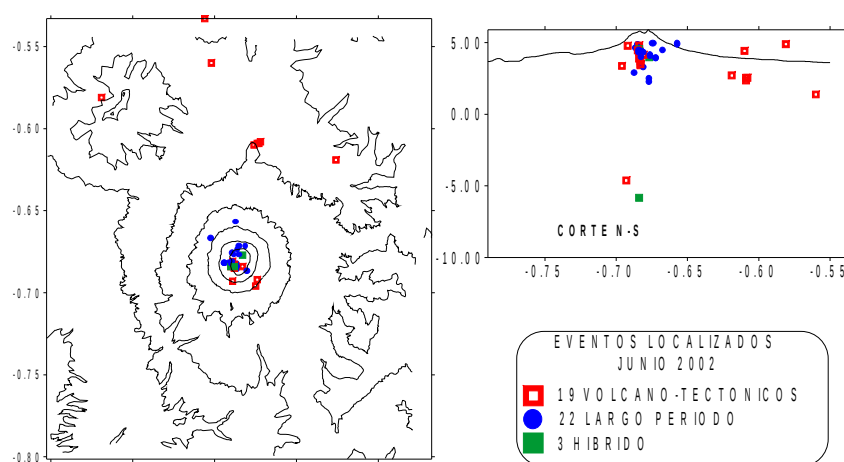 -0.55
-0.60
-0.65
-0.70
-0.75
-0.80
5.00
0.00
-5.00
-10.00
-0.75 -0.70 -0.65 -0.60 -0.55
CORTE N-S
EVENTOS LOCALIZADOS
JUNIO 2002
19 VOLCANO-TECTONICOS
22 LARGO PERIODO
3 HIBRIDO